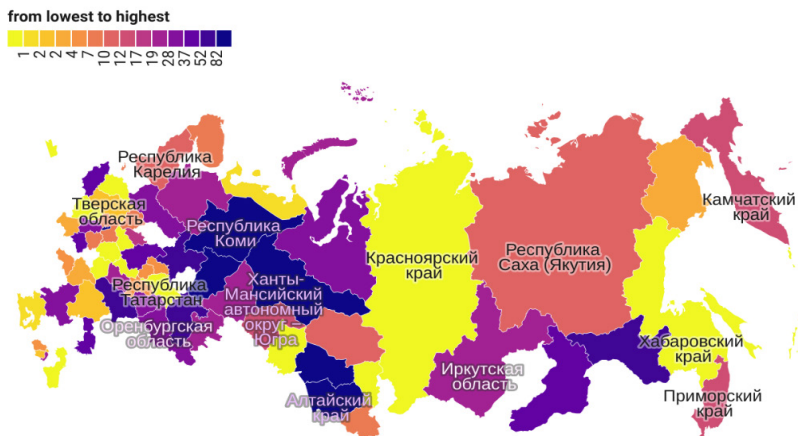 from lowest to highest
1
2
2
4
7
10
12
17
19
28
37
52
82
Республика
Карелия
Тверская
область
Республика
Коми
Камчатский
край
Красноярский
край
Республика
Саха (Якутия)
Республика
Татарстан
Ханты-
Мансийский
автономный
округ —
Югра
Оренбургская
область
Хабаровский
край
Иркутская
область
Алтайский
край
Приморский
край